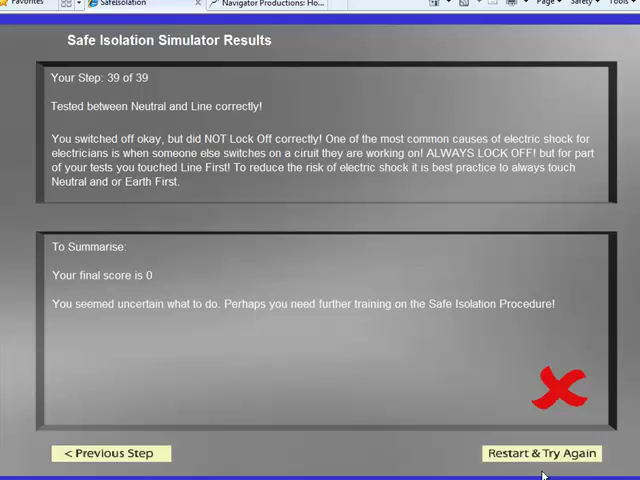 Favorites
SafeIsolation
Navigator Productions: Ho...
Page
Safety
Tools
Safe Isolation Simulator Results
Your Step: 39 of 39
Tested between Neutral and Line correctly!
You switched off okay, but did NOT Lock Off correctly! One of the most common causes of electric shock for
electricians is when someone else switches on a ciruit they are working on! ALWAYS LOCK OFF! but for part
of your tests you touched Line First! To reduce the risk of electric shock it is best practice to always touch
Neutral and or Earth First.
To Summarise:
Your final score is 0
You seemed uncertain what to do. Perhaps you need further training on the Safe Isolation Procedure!
< Previous Step
Restart & Try Again